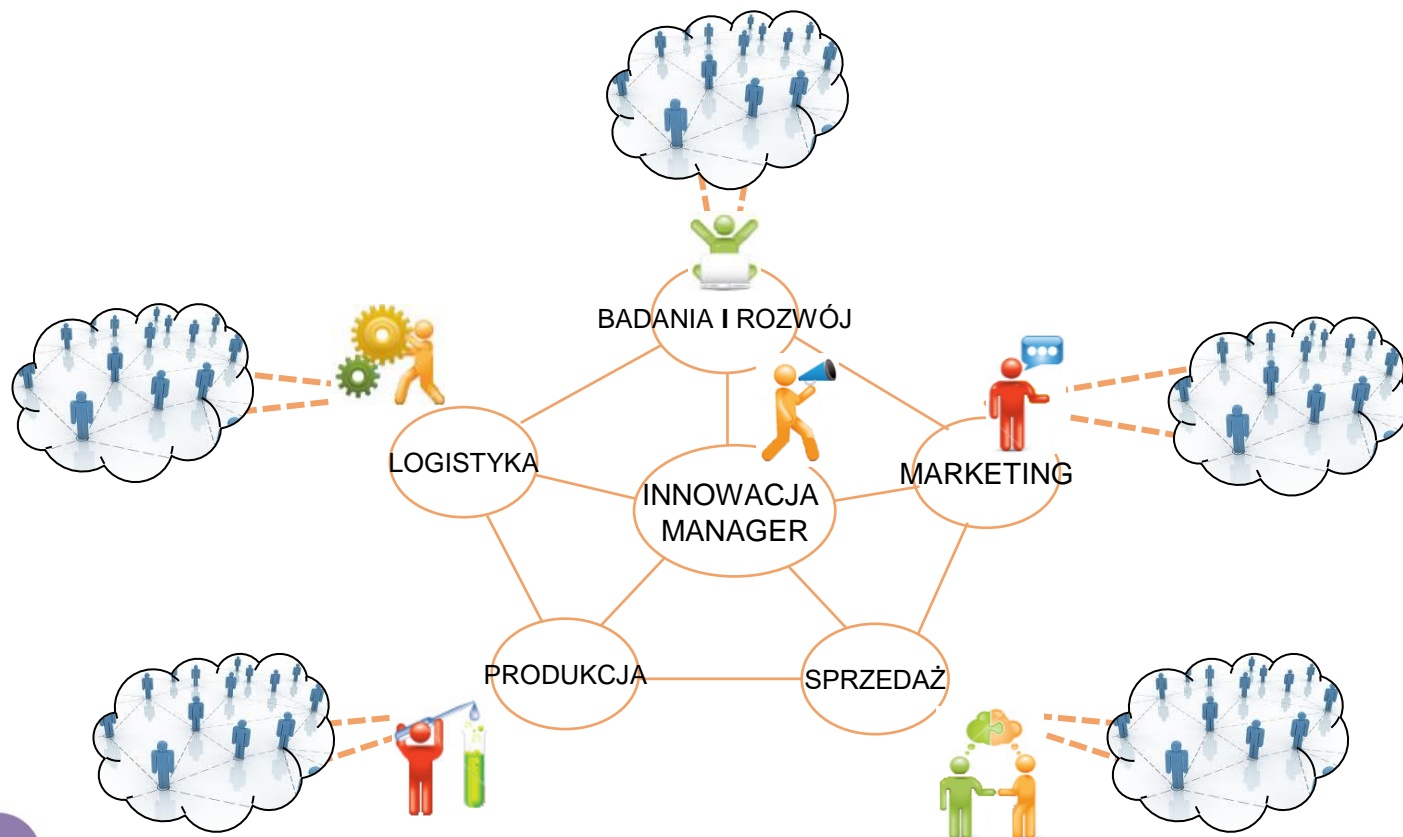 BADANIA I ROZWÓJ
LOGISTYKA
MARKETING
INNOWACJA
MANAGER
PRODUKCJA
SPRZEDAŻ